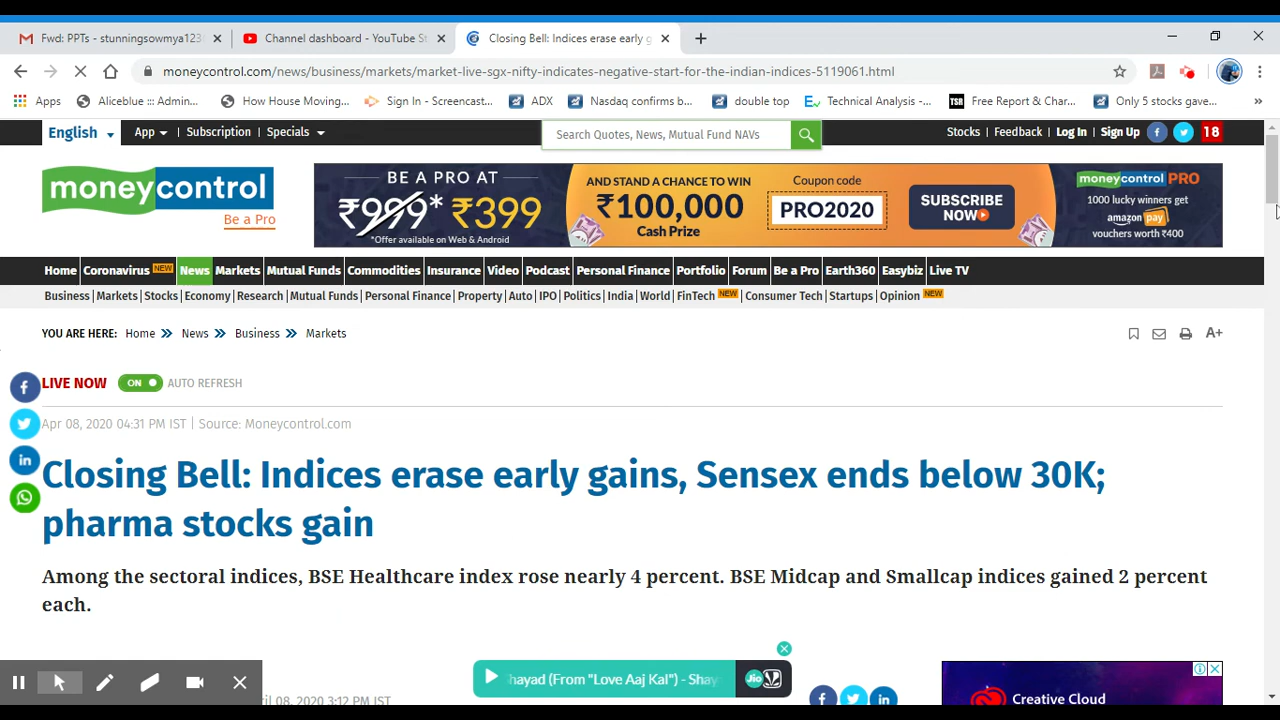 Fwd: PPTs - stunningsowmya123
Channel dashboard - YouTube St
Closing Bell: Indices erase early g
moneycontrol.com/news/business/markets/market-live-sgx-nifty-indicates-negative-start-for-the-indian-indices-5119061.html
Apps Aliceblue ::: Admin... How House Moving... Sign In - Screencast... ADX Nasdaq confirms b... double top Technical Analysis -... Free Report & Char... Only 5 stocks gave... »
English App Subscription Specials Search Quotes, News, Mutual Fund NAVs Stocks | Feedback | Log In | Sign Up 18
moneycontrol
Be a Pro
BE A PRO AT
₹999* ₹399
*Offer available on Web & Android
AND STAND A CHANCE TO WIN
₹100,000
Cash Prize
Coupon code
PRO2020
SUBSCRIBE
NOW
moneycontrol PRO
1000 lucky winners get
amazon pay
vouchers worth ₹400
Home Coronavirus NEW News Markets Mutual Funds Commodities Insurance Video Podcast Personal Finance Portfolio Forum Be a Pro Earth360 Easybiz Live TV
Business | Markets | Stocks | Economy | Research | Mutual Funds | Personal Finance | Property | Auto | IPO | Politics | India | World | FinTech NEW | Consumer Tech | Startups | Opinion NEW
YOU ARE HERE: Home News Business Markets A+
LIVE NOW ON AUTO REFRESH
Apr 08, 2020 04:31 PM IST | Source: Moneycontrol.com
Closing Bell: Indices erase early gains, Sensex ends below 30K;
pharma stocks gain
Among the sectoral indices, BSE Healthcare index rose nearly 4 percent. BSE Midcap and Smallcap indices gained 2 percent
each.
hayad (From "Love Aaj Kal") - Shay
Jio
08, 2020 3:12 PM IST
Creative Cloud